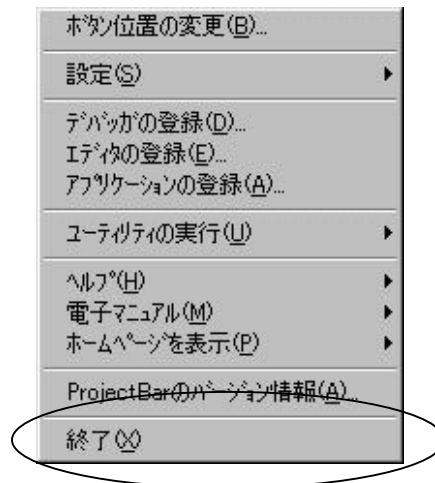 ﾎﾞﾀﾝ位置の変更(B)...
設定(S)
ﾃﾞﾊﾞｯｶﾞの登録(D)...
ｴﾃﾞｨﾀの登録(E)...
ｱﾌﾟﾘｹｰｼｮﾝの登録(A)...
ﾕｰﾃｨﾘﾃｨの実行(U)
ﾍﾙﾌﾟ(H)
電子ﾏﾆｭｱﾙ(M)
ﾎｰﾑﾍﾟｰｼﾞを表示(P)
ProjectBarのﾊﾞｰｼﾞｮﾝ情報(A)...
終了(X)